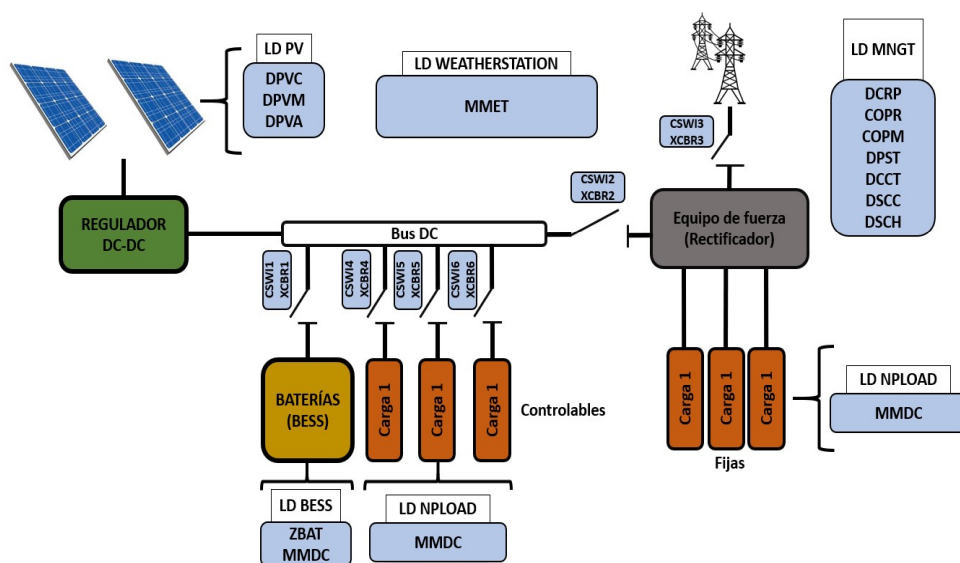 LD PV
DPVC
DPVM
DPVA
LD WEATHERSTATION
MMET
CSWI3
XCBR3
LD MNGT
DCRP
COPR
COPM
DPST
DCCT
DSCC
DSCH
REGULADOR
DC-DC
Bus DC
CSWI2
XCBR2
Equipo de fuerza
(Rectificador)
CSWI1
XCBR1
CSWI4
XCBR4
CSWI5
XCBR5
CSWI6
XCBR6
BATERÍAS
(BESS)
Carga 1
Carga 1
Carga 1
Controlables
Carga 1
Carga 1
Carga 1
Fijas
LD NPLOAD
MMDC
LD BESS
ZBAT
MMDC
LD NPLOAD
MMDC